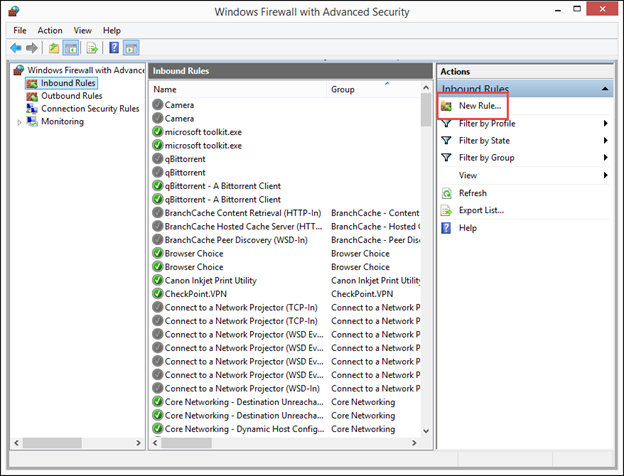 Windows Firewall with Advanced Security
File Action View Help
Windows Firewall with Advance
Inbound Rules
Outbound Rules
Connection Security Rules
Monitoring
Inbound Rules
Name Group
Camera
Camera
microsoft toolkit.exe
microsoft toolkit.exe
qBittorrent
qBittorrent
qBittorrent - A Bittorrent Client
qBittorrent - A Bittorrent Client
BranchCache Content Retrieval (HTTP-In) BranchCache - Content
BranchCache Hosted Cache Server (HTT... BranchCache - Hosted C
BranchCache Peer Discovery (WSD-In) BranchCache - Peer Disc
Browser Choice Browser Choice
Browser Choice Browser Choice
Canon Inkjet Print Utility Canon Inkjet Print Utility
CheckPoint.VPN CheckPoint.VPN
Connect to a Network Projector (TCP-In) Connect to a Network P
Connect to a Network Projector (TCP-In) Connect to a Network P
Connect to a Network Projector (WSD Ev... Connect to a Network P
Connect to a Network Projector (WSD Ev... Connect to a Network P
Connect to a Network Projector (WSD Ev... Connect to a Network P
Connect to a Network Projector (WSD Ev... Connect to a Network P
Connect to a Network Projector (WSD-In) Connect to a Network P
Core Networking - Destination Unreacha... Core Networking
Core Networking - Destination Unreacha... Core Networking
Core Networking - Dynamic Host Config... Core Networking
Actions
Inbound Rules
New Rule...
Filter by Profile
Filter by State
Filter by Group
View
Refresh
Export List...
Help